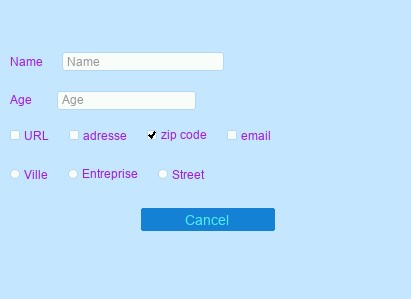 Name Name
Age Age
URL adresse zip code email
Ville Entreprise Street
Cancel